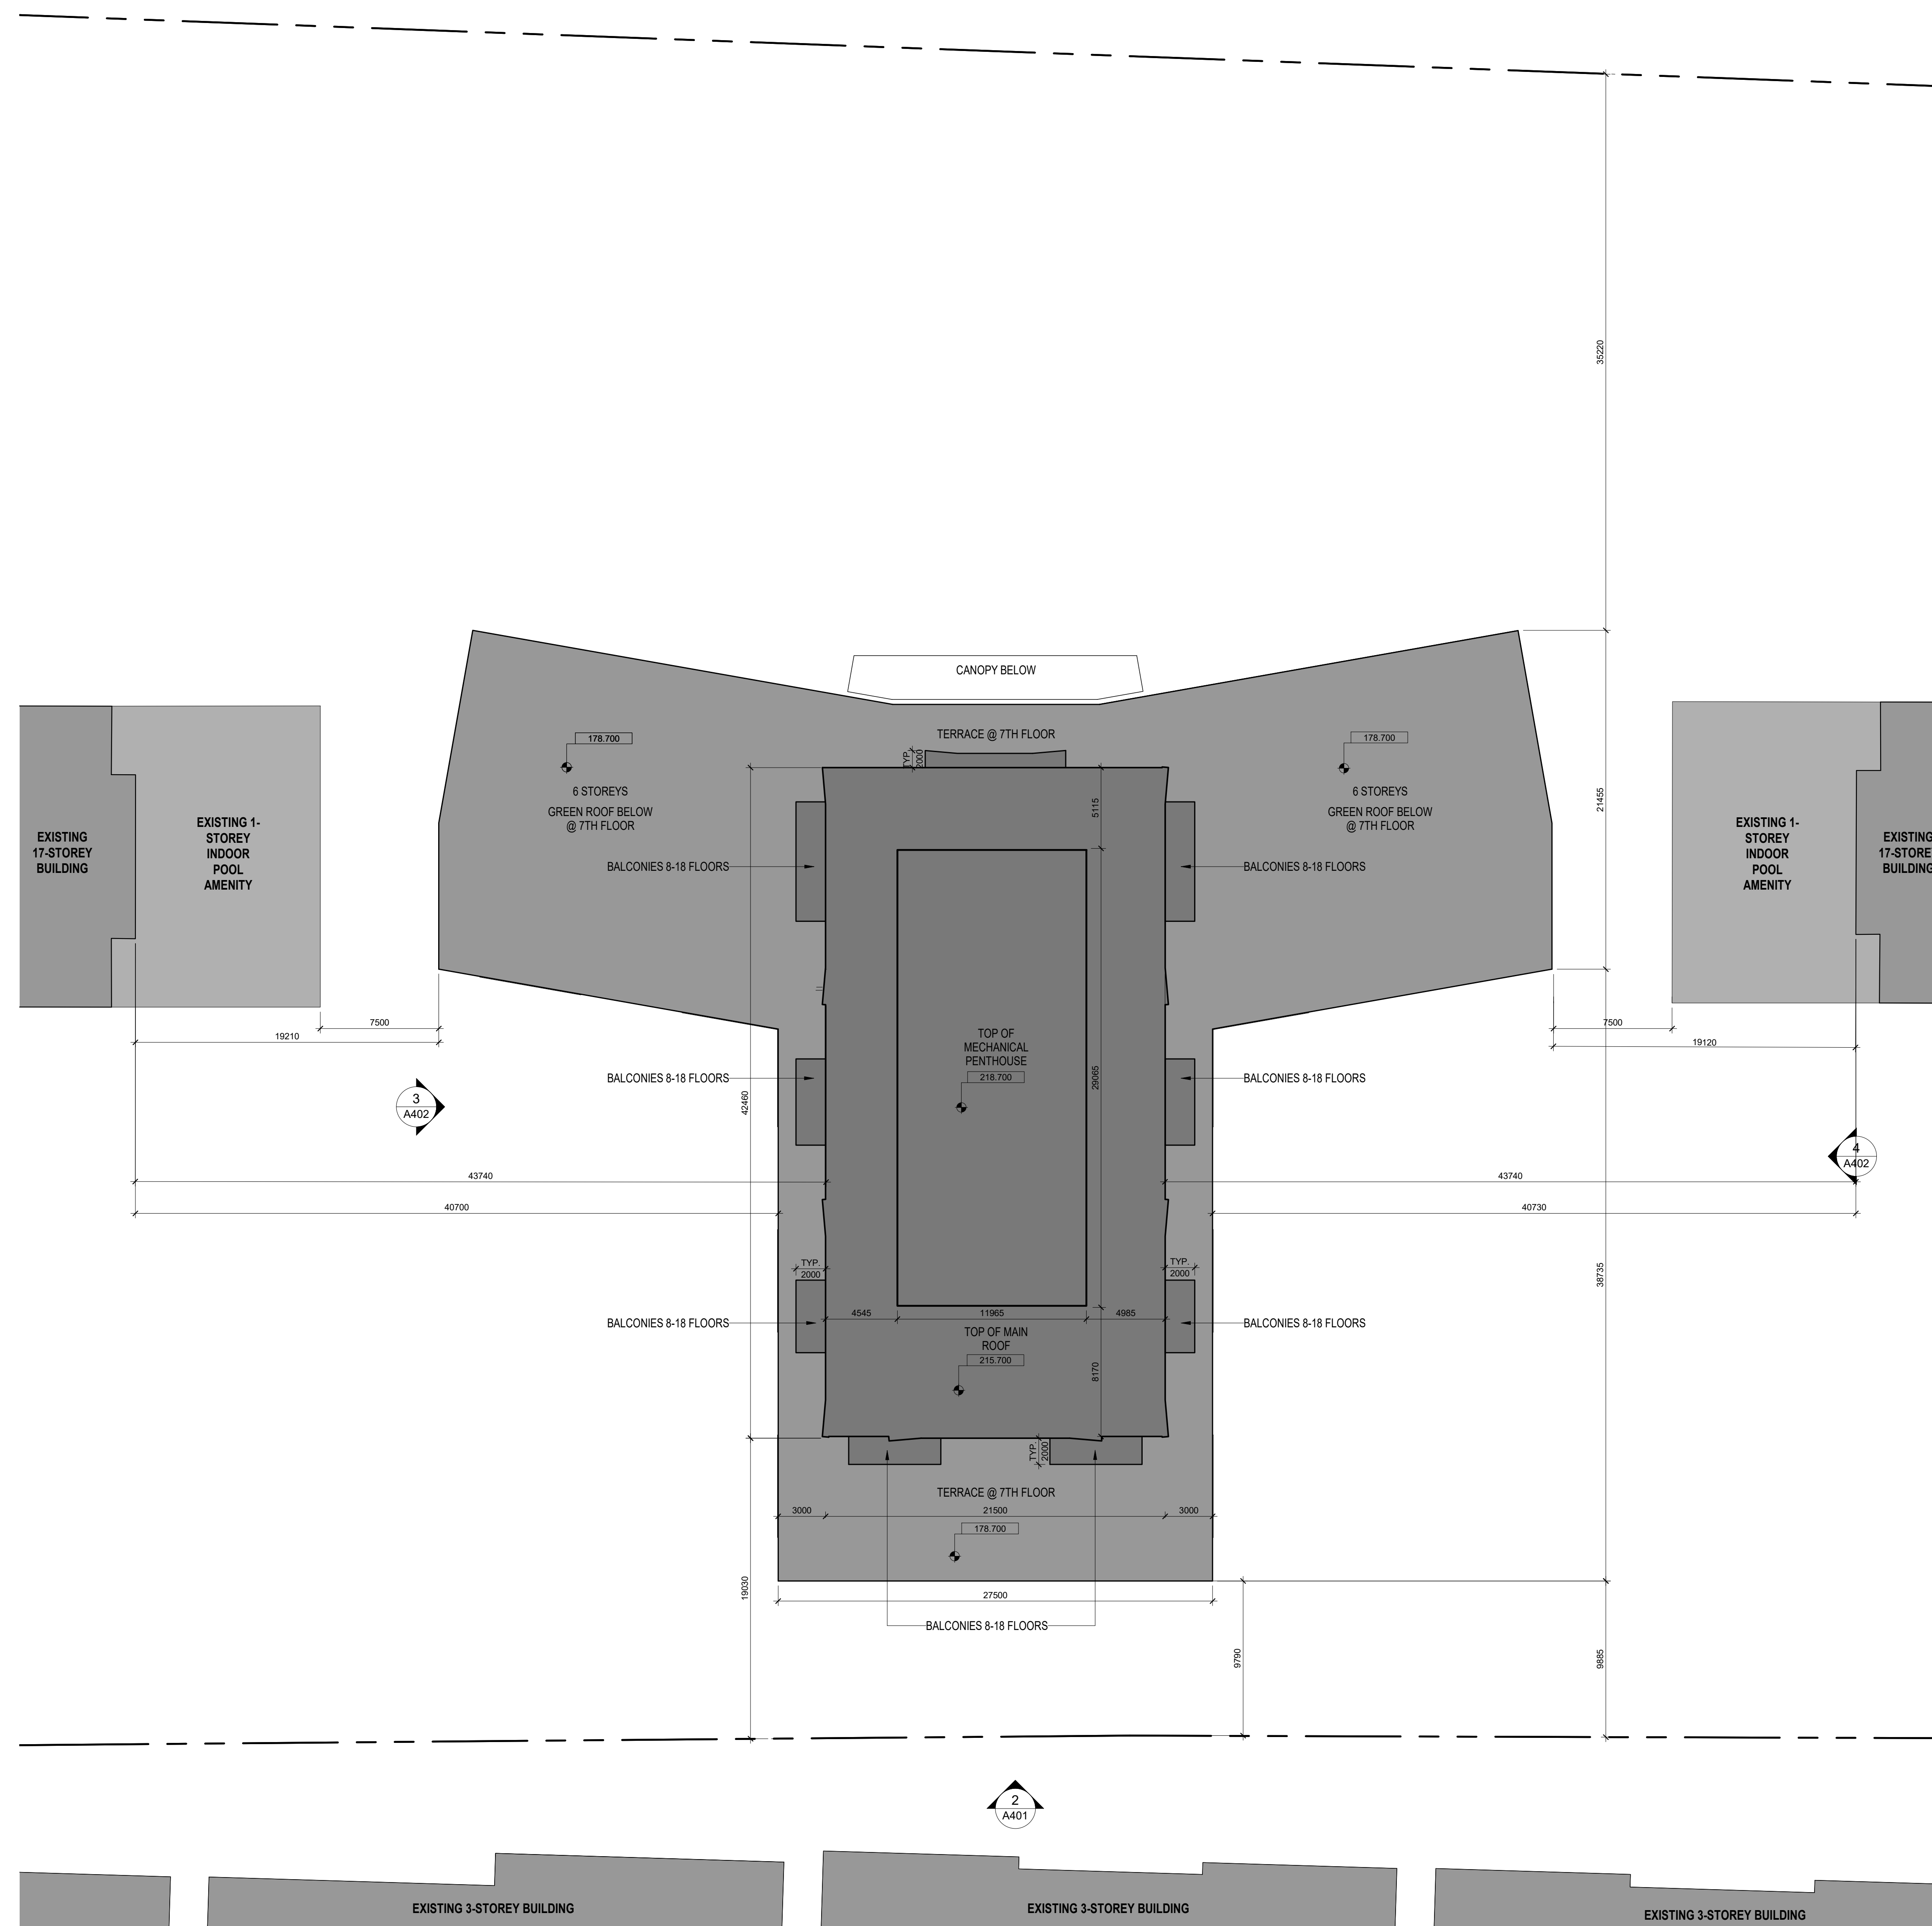 35220
CANOPY BELOW
TERRACE @ 7TH FLOOR
178.700
178.700
TYP.
2000
6 STOREYS
GREEN ROOF BELOW
@ 7TH FLOOR
6 STOREYS
GREEN ROOF BELOW
@ 7TH FLOOR
5115
21455
EXISTING
17-STOREY
BUILDING
EXISTING 1-
STOREY
INDOOR
POOL
AMENITY
EXISTING 1-
STOREY
INDOOR
POOL
AMENITY
EXISTING
17-STOREY
BUILDING
BALCONIES 8-18 FLOORS
BALCONIES 8-18 FLOORS
7500
19210
7500
19120
TOP OF
MECHANICAL
PENTHOUSE
218.700
29065
42460
BALCONIES 8-18 FLOORS
BALCONIES 8-18 FLOORS
3
A402
4
A402
43740
43740
40700
40730
TYP.
2000
TYP.
2000
38735
4545
11965
4985
BALCONIES 8-18 FLOORS
BALCONIES 8-18 FLOORS
TOP OF MAIN
ROOF
215.700
8170
TYP.
2000
TERRACE @ 7TH FLOOR
3000
21500
3000
178.700
19030
27500
BALCONIES 8-18 FLOORS
9790
9885
2
A401
EXISTING 3-STOREY BUILDING
EXISTING 3-STOREY BUILDING
EXISTING 3-STOREY BUILDING